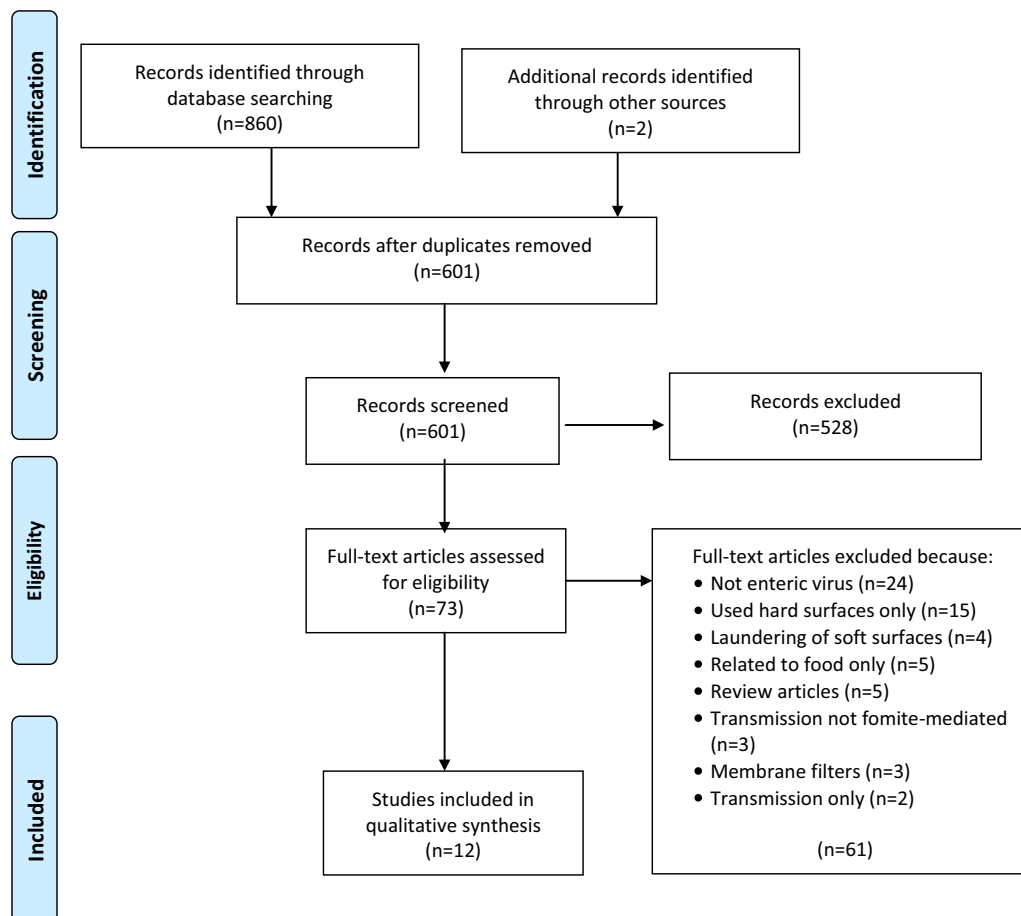 Identification
Records identified through
database searching
(n=860)
Additional records identified
through other sources
(n=2)
Records after duplicates removed
(n=601)
Screening
Records screened
(n=601)
Records excluded
(n=528)
Eligibility
Full-text articles assessed
for eligibility
(n=73)
Full-text articles excluded because:
• Not enteric virus (n=24)
• Used hard surfaces only (n=15)
• Laundering of soft surfaces (n=4)
• Related to food only (n=5)
• Review articles (n=5)
• Transmission not fomite-mediated
(n=3)
• Membrane filters (n=3)
• Transmission only (n=2)
(n=61)
Included
Studies included in
qualitative synthesis
(n=12)